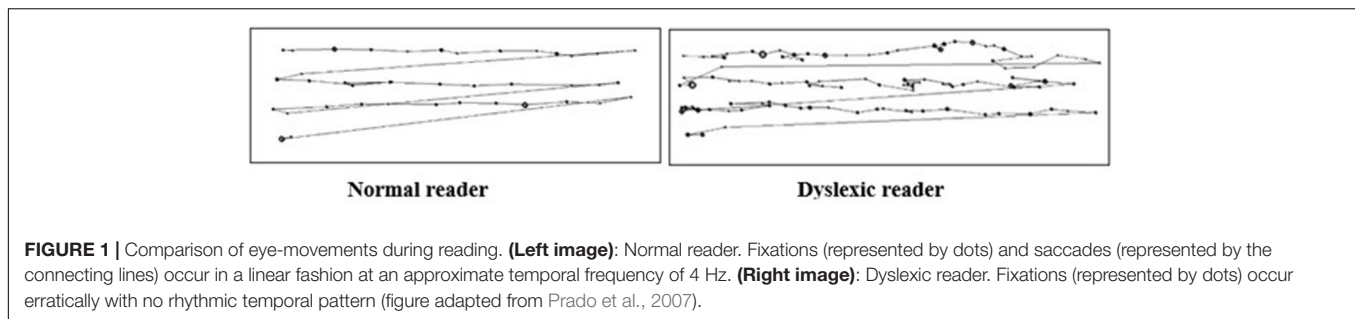 Normal reader
Dyslexic reader
FIGURE 1 | Comparison of eye-movements during reading. (Left image): Normal reader. Fixations (represented by dots) and saccades (represented by the
connecting lines) occur in a linear fashion at an approximate temporal frequency of 4 Hz. (Right image): Dyslexic reader. Fixations (represented by dots) occur
erratically with no rhythmic temporal pattern (figure adapted from Prado et al., 2007).